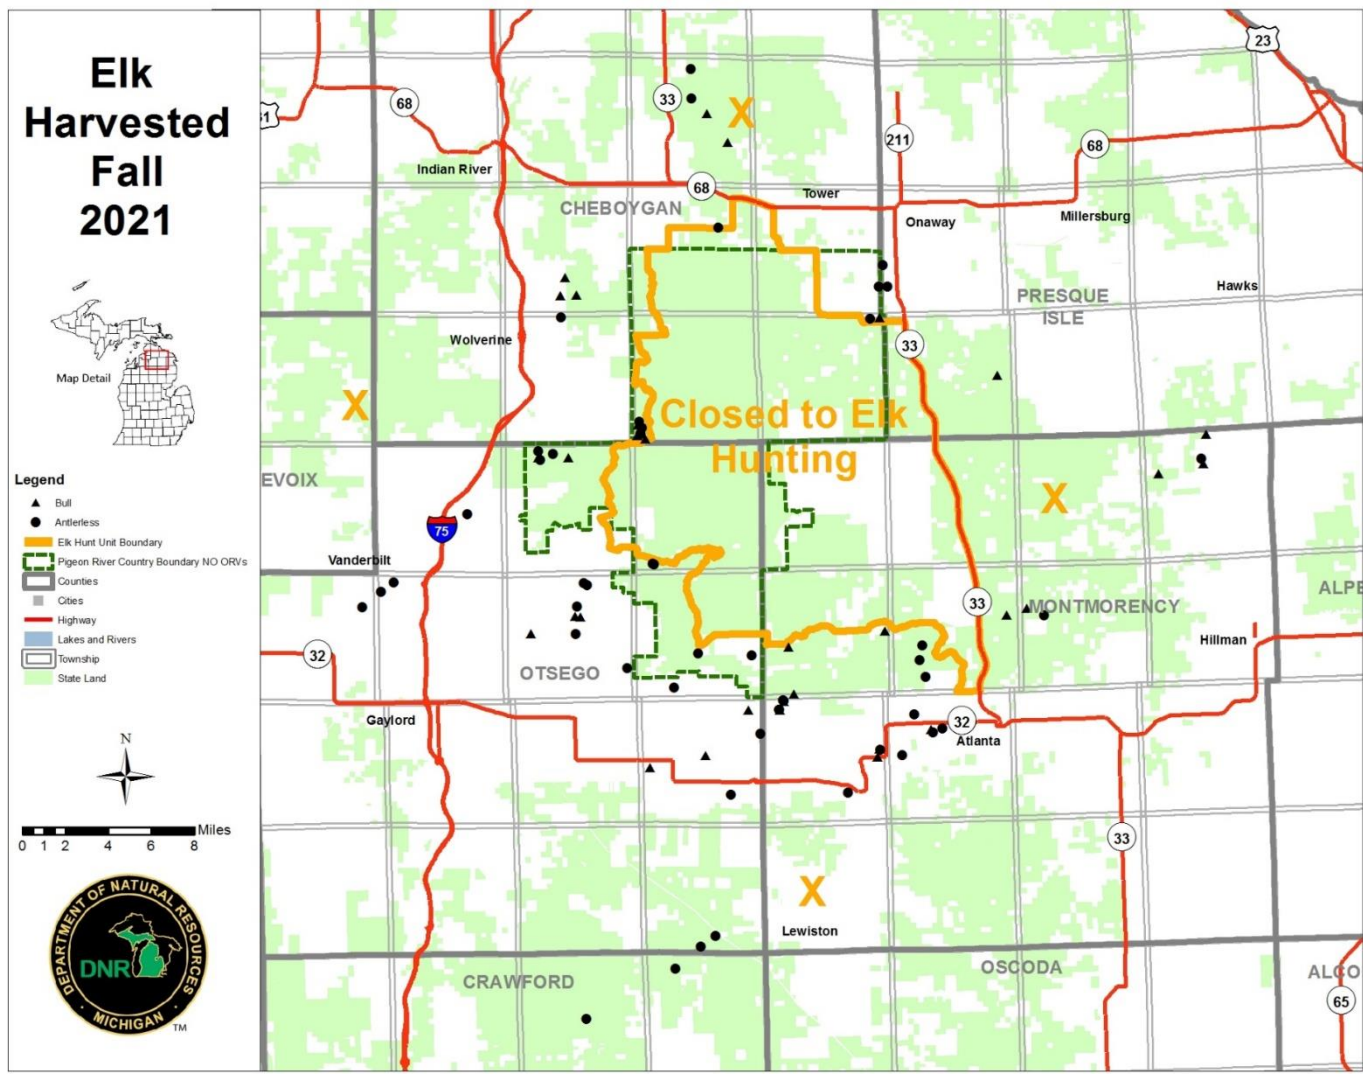 Elk
Harvested
Fall
2021
Map Detail
Legend
Bull
Antlerless
Elk Hunt Unit Boundary
Pigeon River Country Boundary NO ORVs
Counties
Cities
Highway
Lakes and Rivers
Township
State Land
N
Miles
0 1 2 4 6 8
DEPARTMENT OF NATURAL RESOURCES
DNR
MICHIGAN
TM
23
68
33
31
211
68
Indian River
68
Tower
CHEBOYGAN
Onaway
Millersburg
Hawks
PRESQUE
ISLE
Wolverine
33
X
X
Closed to Elk
Hunting
EVOIX
X
75
Vanderbilt
ALPE
33
MONTMORENCY
32
Hillman
OTSEGO
Gaylord
32
Atlanta
33
X
Lewiston
CRAWFORD
OSCODA
ALCO
65